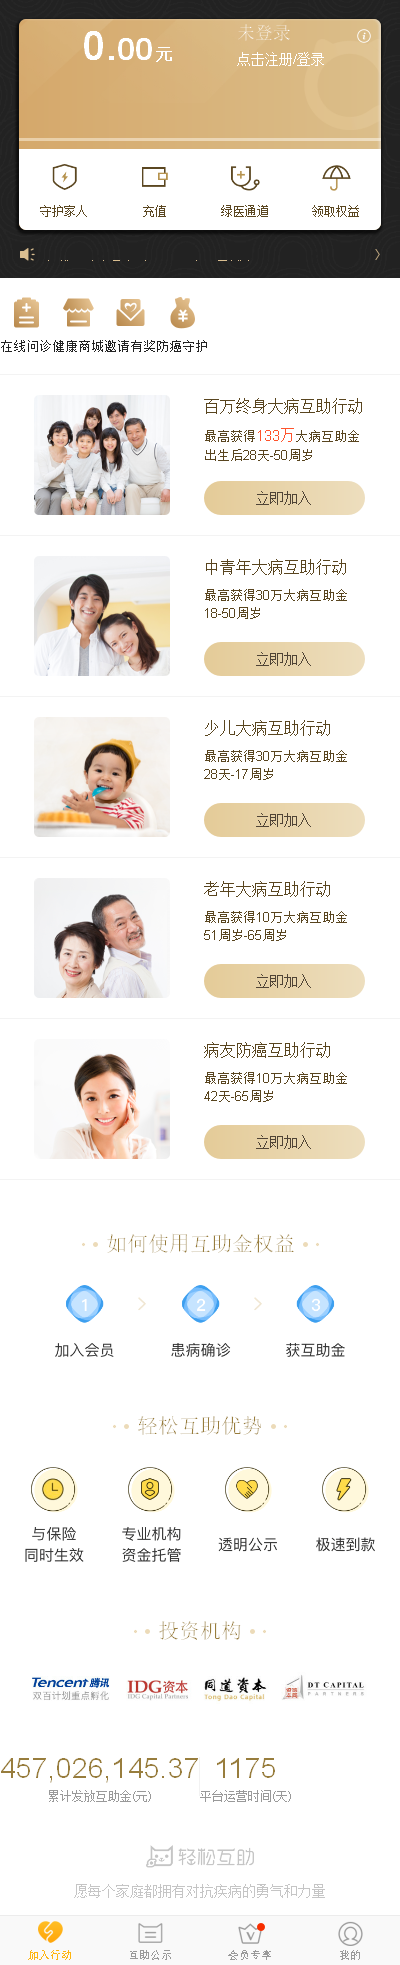 未登录
0.00元
点击注册/登录
守护家人
充值
绿医通道
领取权益
在线问诊
健康商城
邀请有奖
防癌守护
百万终身大病互助行动
最高获得133万大病互助金
出生后28天-50周岁
立即加入
中青年大病互助行动
最高获得30万大病互助金
18-50周岁
立即加入
少儿大病互助行动
最高获得30万大病互助金
28天-17周岁
立即加入
老年大病互助行动
最高获得10万大病互助金
51周岁-65周岁
立即加入
病友防癌互助行动
最高获得10万大病互助金
42天-65周岁
立即加入
如何使用互助金权益
1
2
3
加入会员
患病确诊
获互助金
轻松互助优势
与保险
同时生效
专业机构
资金托管
透明公示
极速到款
投资机构
Tencent 腾讯
双百计划重点孵化
IDG资本
IDG Capital Partners
同道资本
Tong Dao Capital
DT CAPITAL
PARTNERS
457,026,145.37
累计发放互助金(元)
1175
平台运营时间(天)
轻松互助
愿每个家庭都拥有对抗疾病的勇气和力量
加入行动
互助公示
会员专享
我的